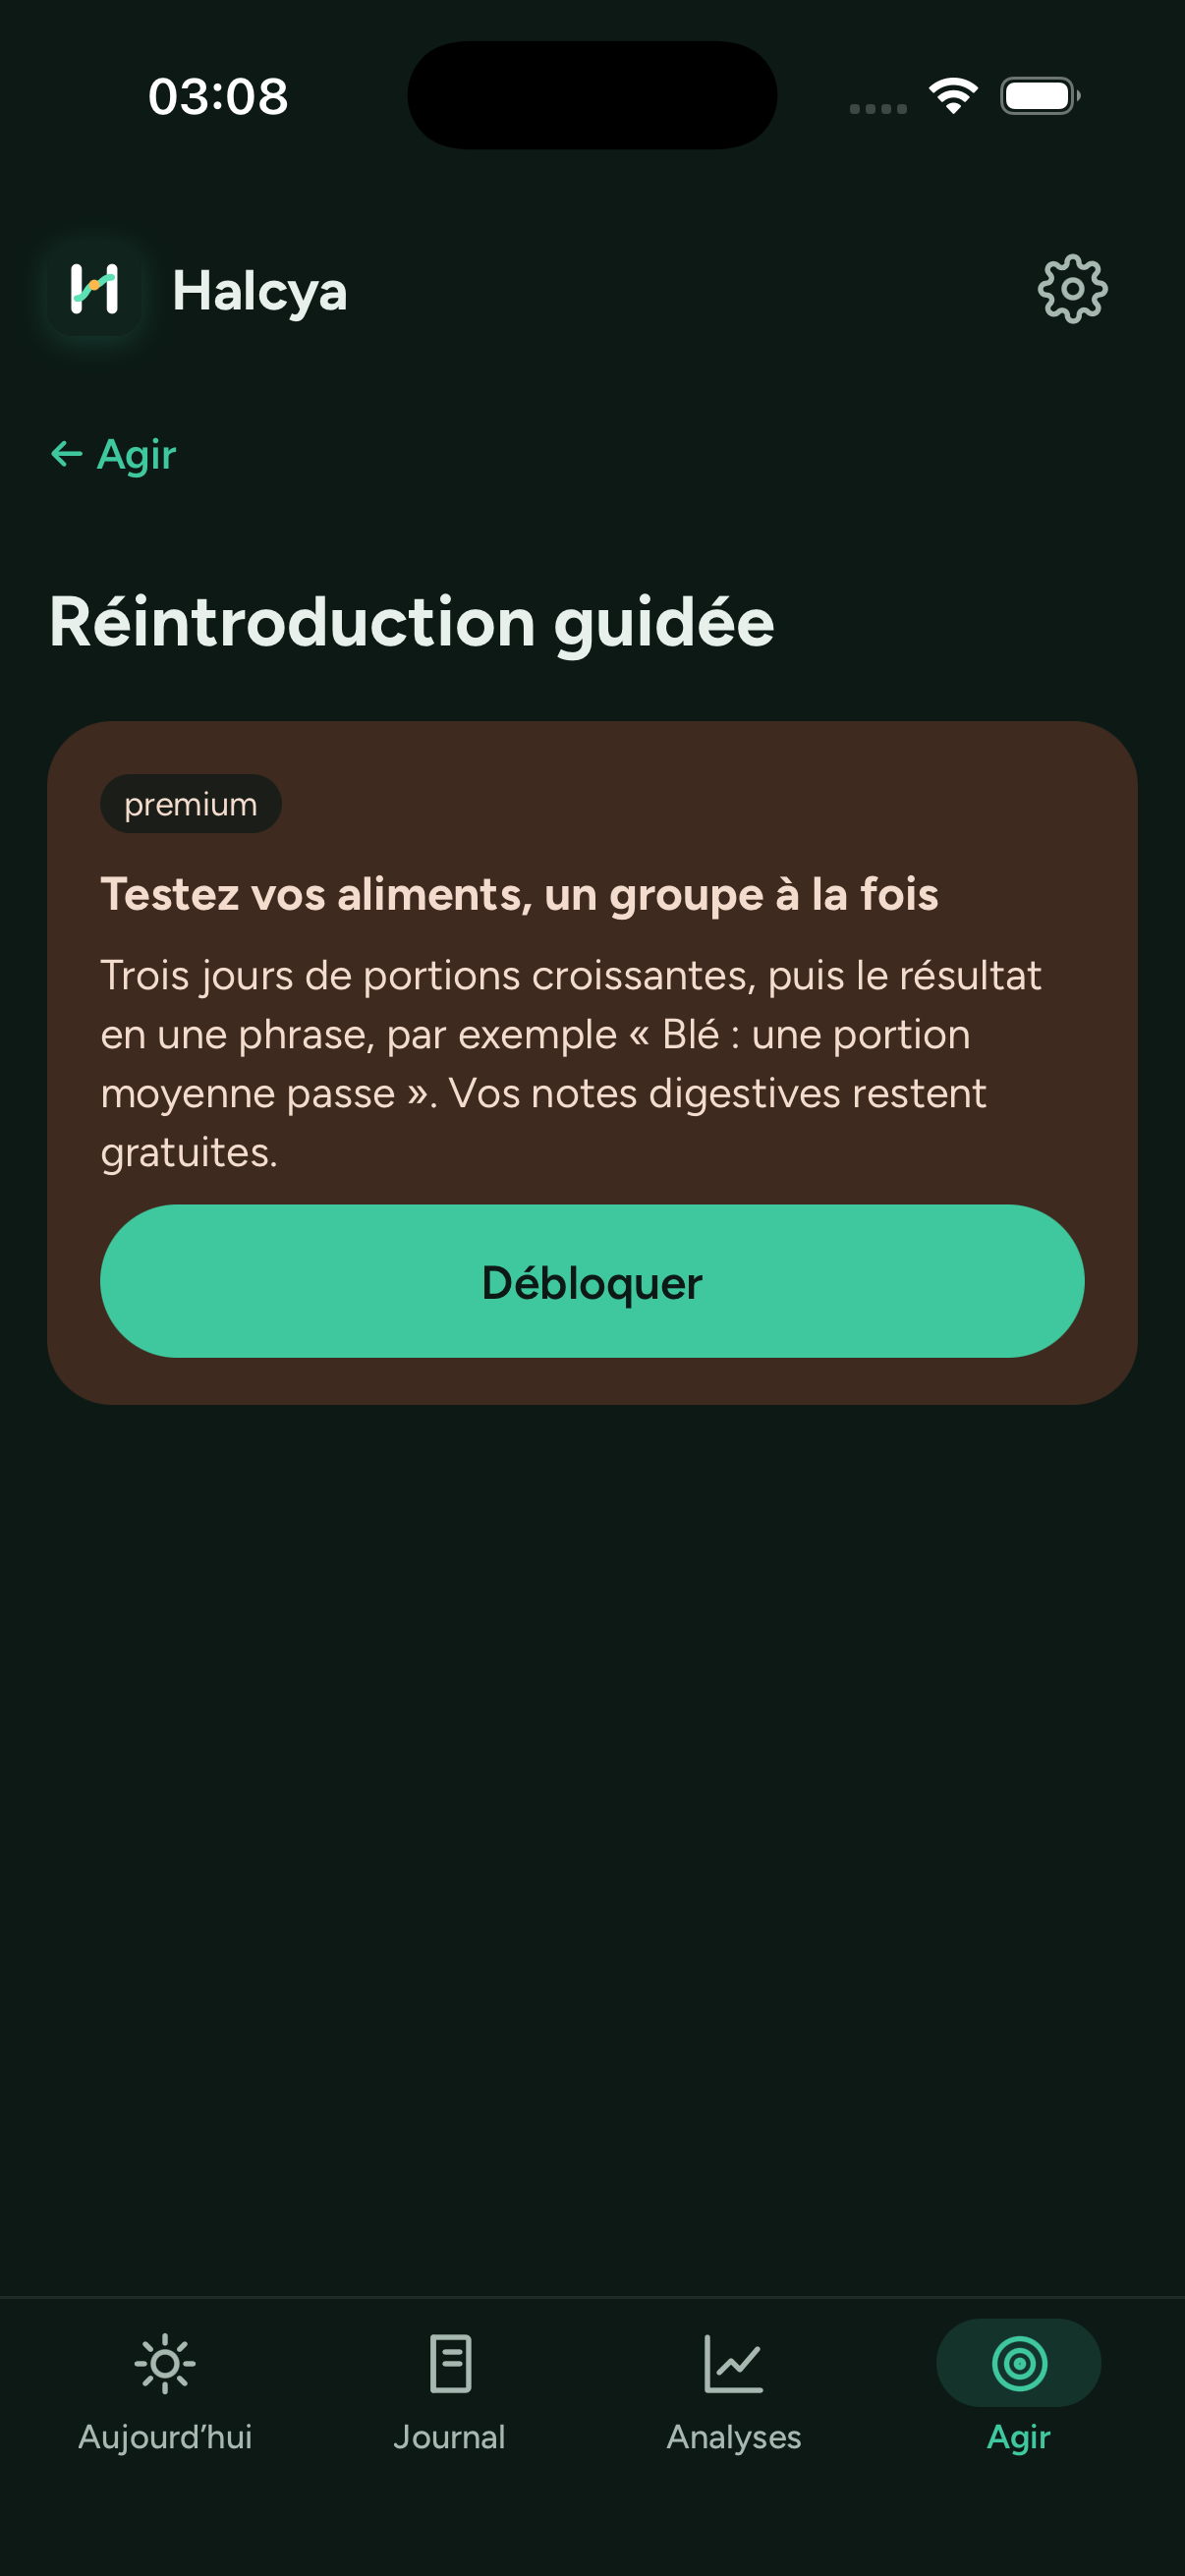 03:08
Halcya
← Agir
Réintroduction guidée
premium
Testez vos aliments, un groupe à la fois
Trois jours de portions croissantes, puis le résultat
en une phrase, par exemple « Blé : une portion
moyenne passe ». Vos notes digestives restent
gratuites.
Débloquer
Aujourd’hui
Journal
Analyses
Agir